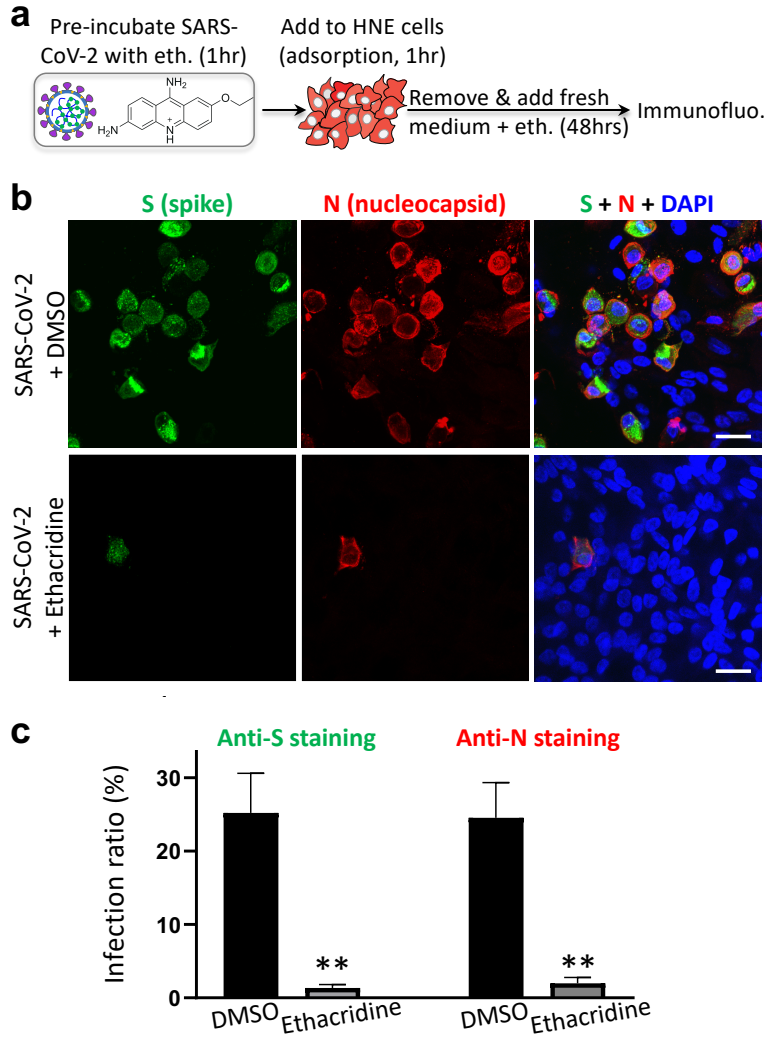 a
Pre-incubate SARS-
CoV-2 with eth. (1hr)
Add to HNE cells
(adsorption, 1hr)
NH₂
O
H₂N
N
+
H
Remove & add fresh
medium + eth. (48hrs)
Immunofluo.
b
S (spike)
N (nucleocapsid)
S + N + DAPI
SARS-CoV-2
+ DMSO
SARS-CoV-2
+ Ethacridine
c
Anti-S staining
Anti-N staining
Infection ratio (%)
30
20
10
0
**
**
DMSO
Ethacridine
DMSO
Ethacridine